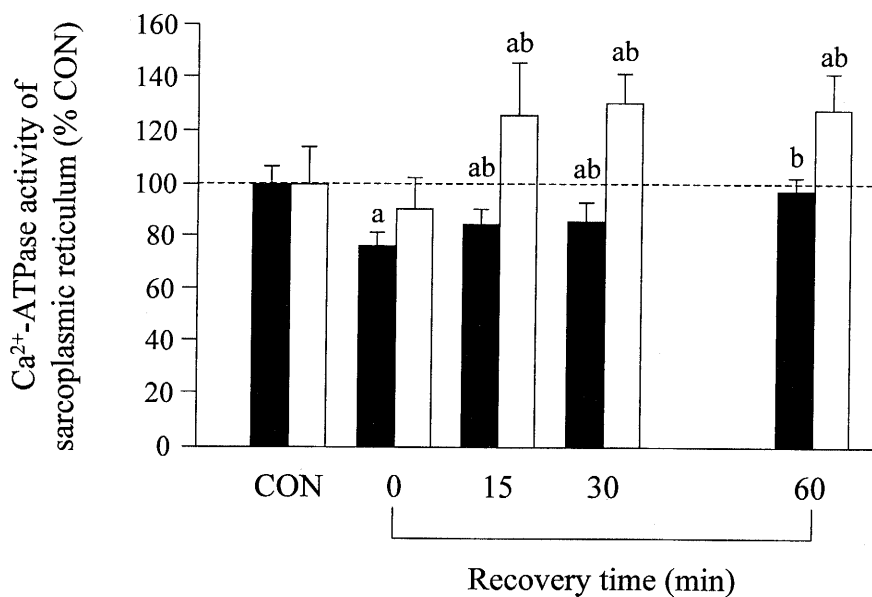 Ca²⁺-ATPase activity of
sarcoplasmic reticulum (% CON)
160
140
120
100
80
60
40
20
0
a
ab
ab
ab
ab
b
ab
CON 0 15 30 60
Recovery time (min)